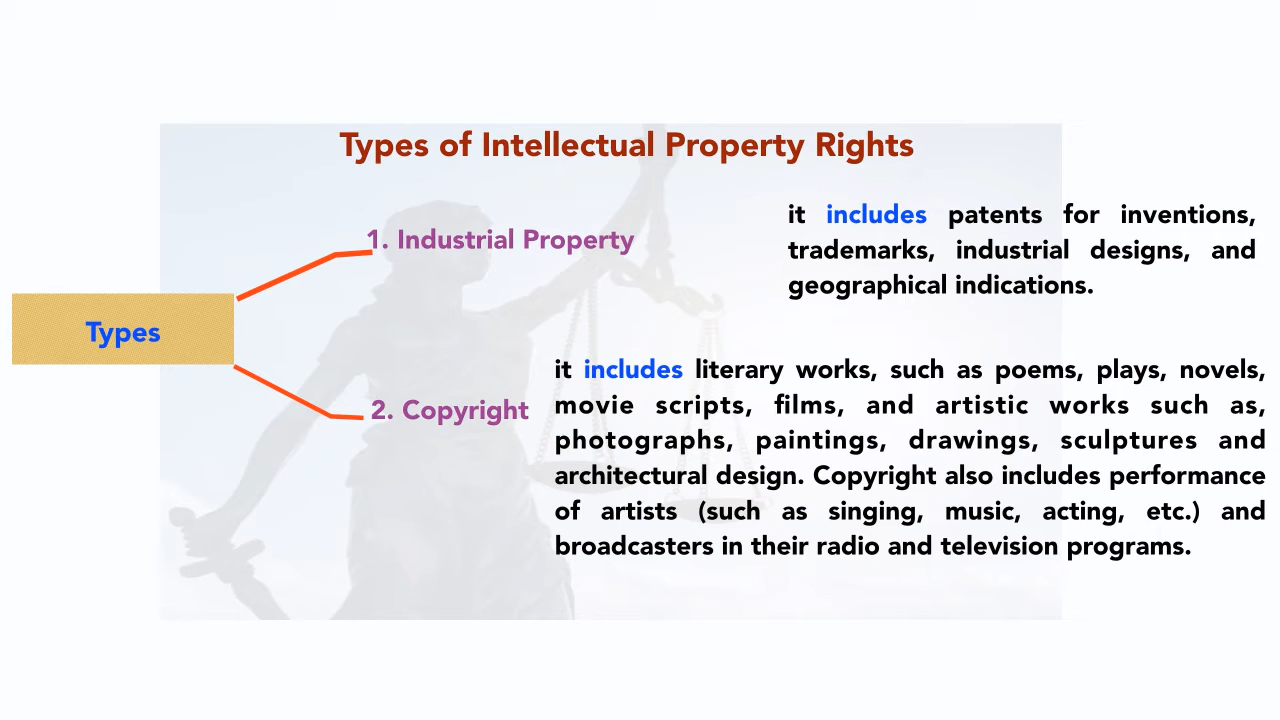 Types of Intellectual Property Rights
1. Industrial Property
it includes patents for inventions,
trademarks, industrial designs, and
geographical indications.
Types
2. Copyright
it includes literary works, such as poems, plays, novels,
movie scripts, films, and artistic works such as,
photographs, paintings, drawings, sculptures and
architectural design. Copyright also includes performance
of artists (such as singing, music, acting, etc.) and
broadcasters in their radio and television programs.